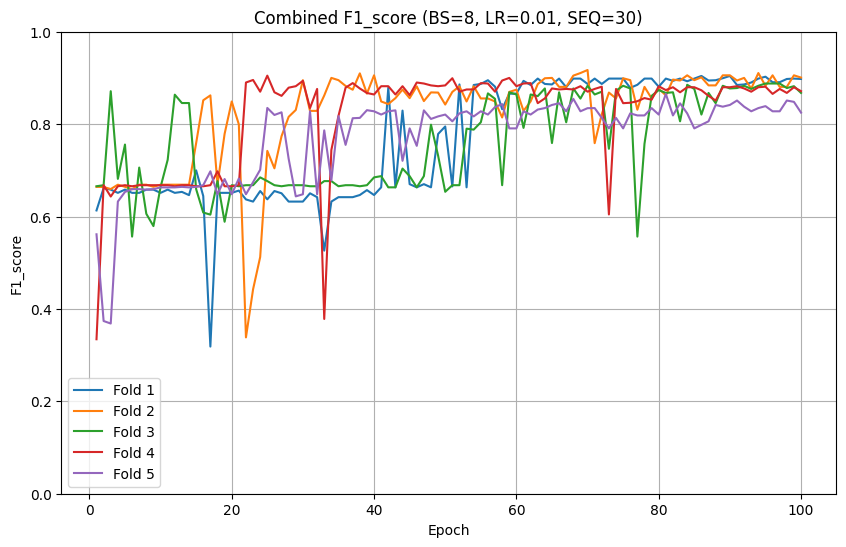 Combined F1_score (BS=8, LR=0.01, SEQ=30)
1.0
0.8
0.6
0.4
0.2
0.0
F1_score
Fold 1
Fold 2
Fold 3
Fold 4
Fold 5
0 20 40 60 80 100
Epoch